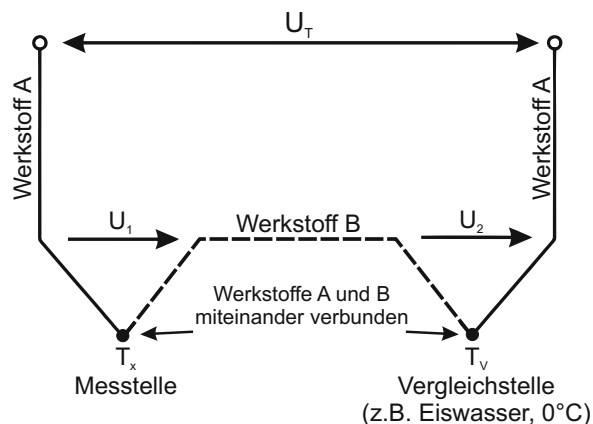 U_T
Werkstoff A
Werkstoff A
U_1
Werkstoff B
U_2
Werkstoffe A und B
miteinander verbunden
T_x
T_V
Messtelle
Vergleichstelle
(z.B. Eiswasser, 0°C)